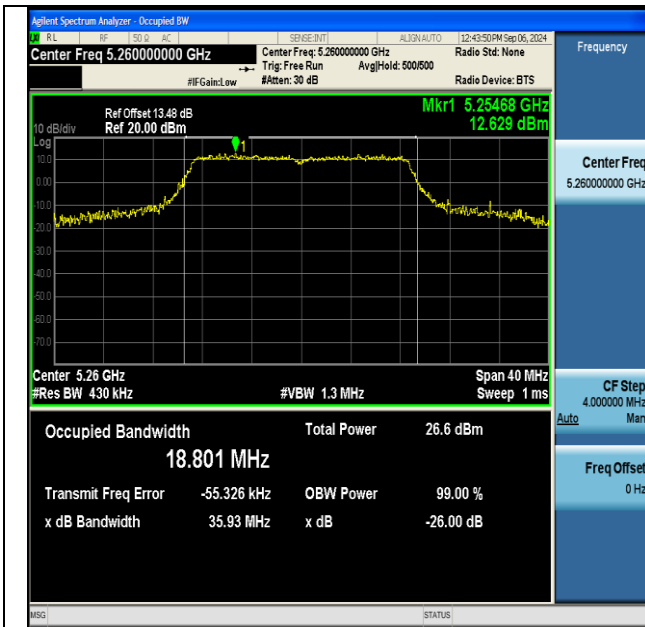 Agilent Spectrum Analyzer - Occupied BW
RL RF 50 Ω AC SENSE:INT ALIGN AUTO 12:43:50 PM Sep 06, 2024
Center Freq 5.260000000 GHz Center Freq: 5.260000000 GHz Radio Std: None
Trig: Free Run Avg|Hold: 500/500
#IFGain:Low #Atten: 30 dB Radio Device: BTS
Frequency
Ref Offset 13.48 dB Mkr1 5.25468 GHz
10 dB/div Ref 20.00 dBm 12.629 dBm
Log
1
10.0
0.00
-10.0
-20.0
-30.0
-40.0
-50.0
-60.0
-70.0
Center 5.26 GHz Span 40 MHz
#Res BW 430 kHz #VBW 1.3 MHz Sweep 1 ms
Occupied Bandwidth Total Power 26.6 dBm
18.801 MHz
Transmit Freq Error -55.326 kHz OBW Power 99.00 %
x dB Bandwidth 35.93 MHz x dB -26.00 dB
Center Freq
5.260000000 GHz
CF Step
4.000000 MHz
Auto Man
Freq Offset
0 Hz
MSG STATUS